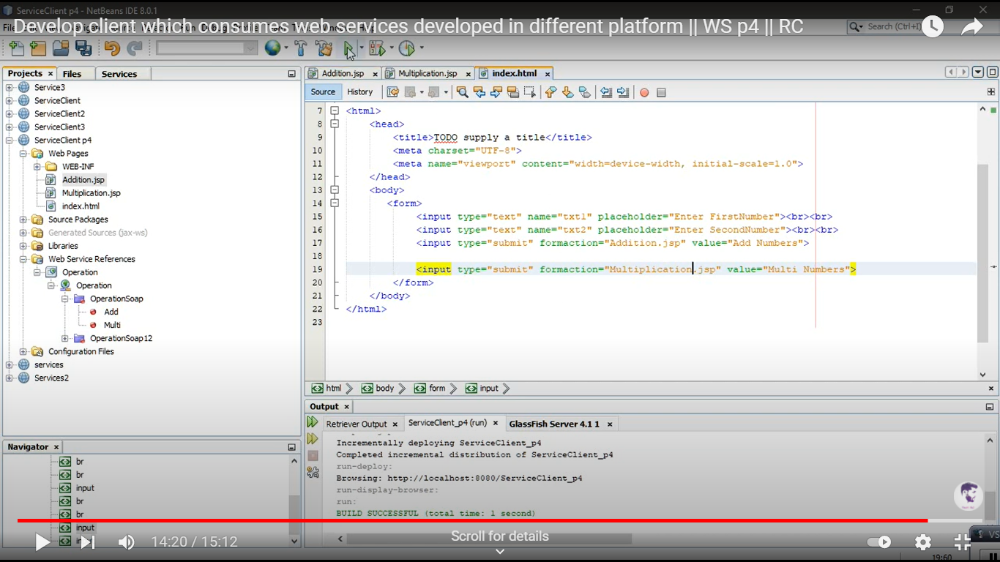 ServiceClient p4 - NetBeans IDE 8.0.1
Develop client which consumes web services developed in different platform || WS p4 || RC
Search (Ctrl+I)
Projects
Files
Services
Service3
ServiceClient
ServiceClient2
ServiceClient3
ServiceClient p4
Web Pages
WEB-INF
Addition.jsp
Multiplication.jsp
index.html
Source Packages
Generated Sources (jax-ws)
Libraries
Web Service References
Operation
Operation
OperationSoap
Add
Multi
OperationSoap12
Configuration Files
services
Services2
Addition.jsp
Multiplication.jsp
index.html
Source
History
7 <html>
8 <head>
9 <title>TODO supply a title</title>
10 <meta charset="UTF-8">
11 <meta name="viewport" content="width=device-width, initial-scale=1.0">
12 </head>
13 <body>
14 <form>
15 <input type="text" name="txt1" placeholder="Enter FirstNumber"><br><br>
16 <input type="text" name="txt2" placeholder="Enter SecondNumber"><br><br>
17 <input type="submit" formaction="Addition.jsp" value="Add Numbers">
18
19 <input type="submit" formaction="Multiplication.jsp" value="Multi Numbers">
20 </form>
21 </body>
22 </html>
23
html
body
form
input
Output
Retriever Output
ServiceClient_p4 (run)
GlassFish Server 4.1 1
Incrementally deploying ServiceClient_p4
Completed incremental distribution of ServiceClient_p4
run-deploy:
Browsing: http://localhost:8080/ServiceClient_p4
run-display-browser:
run:
BUILD SUCCESSFUL (total time: 1 second)
Navigator
br
br
input
br
br
input
14:20 / 15:12
Scroll for details
19:60